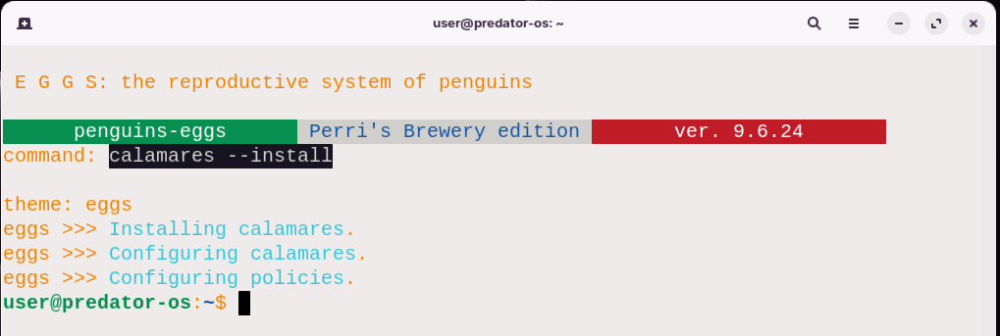 user@predator-os: ~
E G G S: the reproductive system of penguins
penguins-eggs Perri's Brewery edition ver. 9.6.24
command: calamares --install
theme: eggs
eggs >>> Installing calamares.
eggs >>> Configuring calamares.
eggs >>> Configuring policies.
user@predator-os:~$